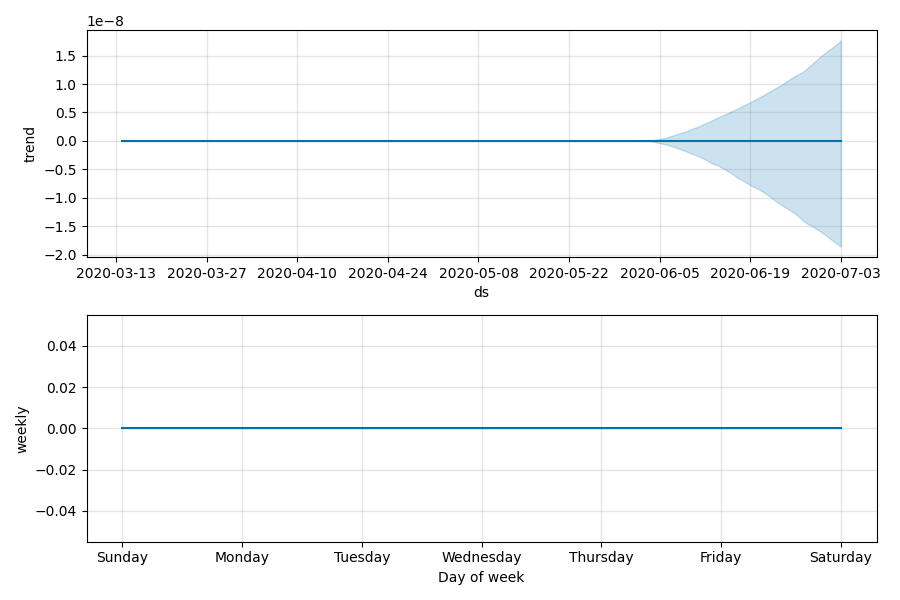 1e−8
1.5
1.0
0.5
0.0
−0.5
−1.0
−1.5
−2.0
trend
2020-03-13 2020-03-27 2020-04-10 2020-04-24 2020-05-08 2020-05-22 2020-06-05 2020-06-19 2020-07-03
ds
0.04
0.02
0.00
−0.02
−0.04
weekly
Sunday Monday Tuesday Wednesday Thursday Friday Saturday
Day of week